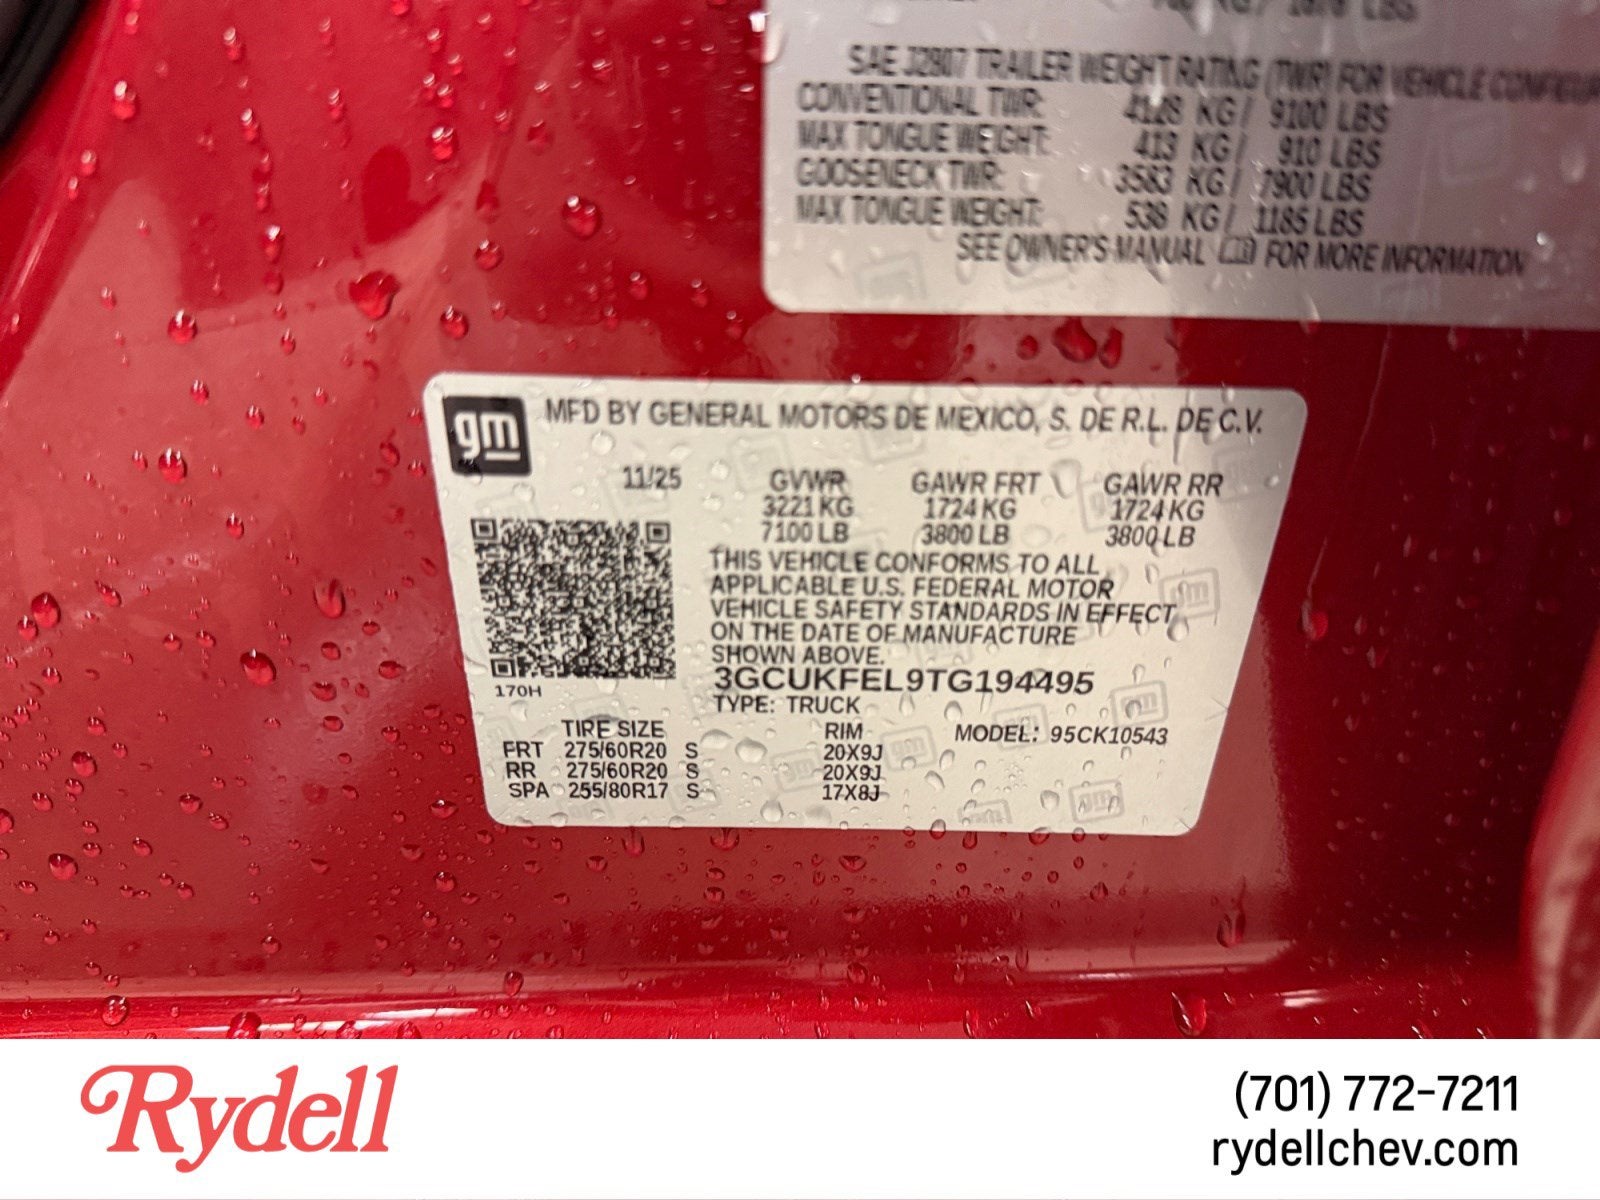 LBS
SAE J2807 TRAILER WEIGHT RATING (TWR) FOR VEHICLE
CONVENTIONAL TWR: 4128 KG/ 9100 LBS
MAX TONGUE WEIGHT: 413 KG/ 910 LBS
GOOSENECK TWR: 3583 KG/ 7900 LBS
MAX TONGUE WEIGHT: 538 KG/ 1185 LBS
SEE OWNER'S MANUAL FOR MORE INFORMATION
gm MFD BY GENERAL MOTORS DE MEXICO, S. DE R.L. DE C.V.
11/25 GVWR GAWR FRT GAWR RR
3221 KG 1724 KG 1724 KG
7100 LB 3800 LB 3800 LB
THIS VEHICLE CONFORMS TO ALL
APPLICABLE U.S. FEDERAL MOTOR
VEHICLE SAFETY STANDARDS IN EFFECT
ON THE DATE OF MANUFACTURE
SHOWN ABOVE.
3GCUKFEL9TG194495
170H
TYPE: TRUCK
TIRE SIZE RIM MODEL: 95CK10543
FRT 275/60R20 S 20X9J
RR 275/60R20 S 20X9J
SPA 255/80R17 S 17X8J
Rydell
(701) 772-7211
rydellchev.com